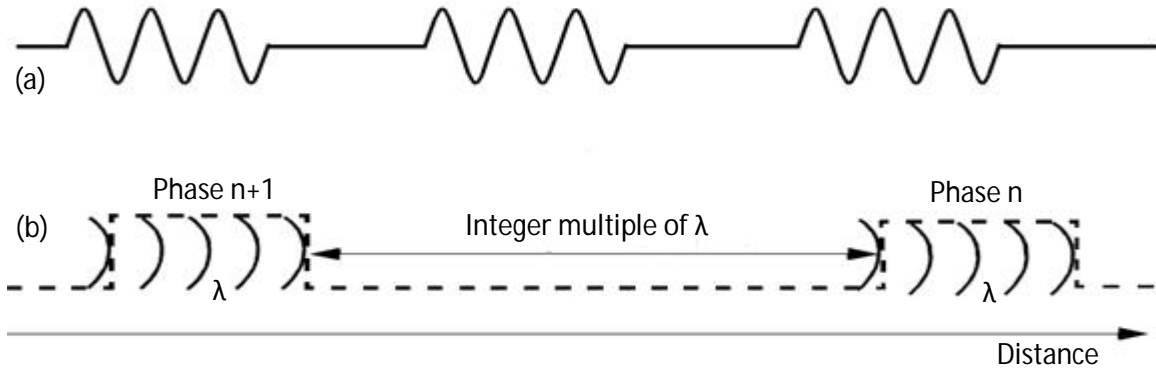 (a)
Phase n+1
Phase n
(b)
Integer multiple of λ
λ
λ
Distance